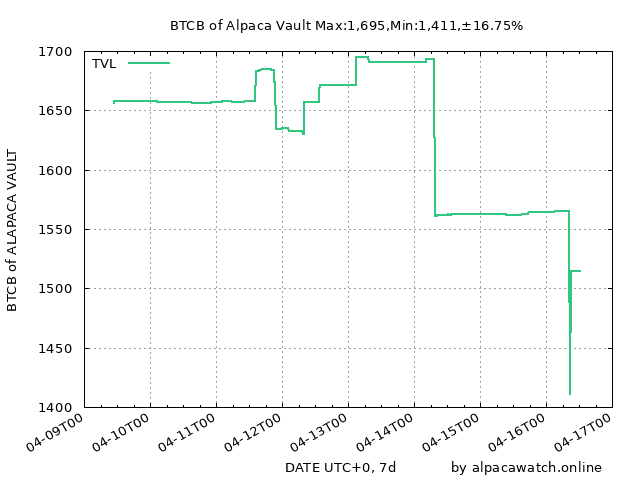 BTCB of Alpaca Vault Max:1,695,Min:1,411,±16.75%
TVL
1700
1650
1600
1550
1500
1450
1400
BTCB of ALAPACA VAULT
04-09T00
04-10T00
04-11T00
04-12T00
04-13T00
04-14T00
04-15T00
04-16T00
04-17T00
DATE UTC+0, 7d
by alpacawatch.online